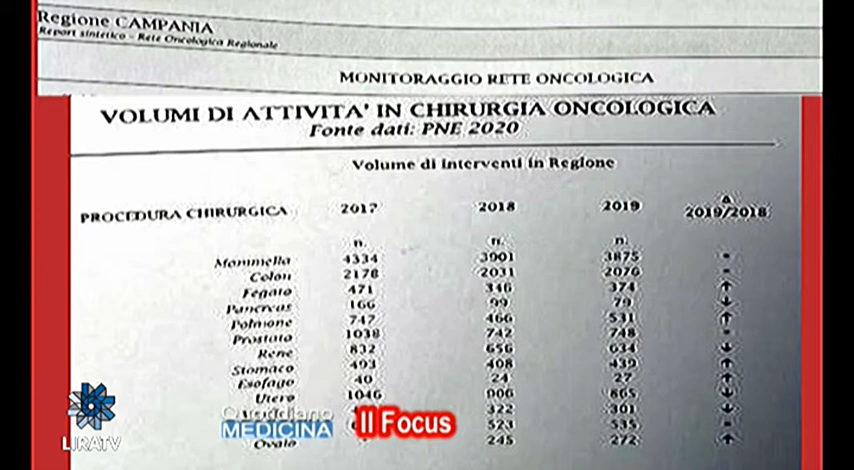 Regione CAMPANIA
Report sintetico - Rete Oncologica Regionale
MONITORAGGIO RETE ONCOLOGICA
VOLUMI DI ATTIVITA' IN CHIRURGIA ONCOLOGICA
Fonte dati: PNE 2020
Volume di interventi in Regione
PROCEDURA CHIRURGICA 2017 2018 2019 Δ 2019/2018
n. n. n.
Mammella 4334 3901 3875 =
Colon 2178 2031 2076 =
Fegato 471 346 374 ↑
Pancreas 166 99 79 ↓
Polmone 747 466 531 ↑
Prostata 1038 742 748 =
Rene 832 656 634 ↓
Stomaco 493 408 439 ↑
Esofago 40 24 27 ↑
Utero 1046 906 865 ↓
322 301 ↓
523 535 =
Ovaio 245 272 ↑
Quotidiano
MEDICINA
Il Focus
LIRATV